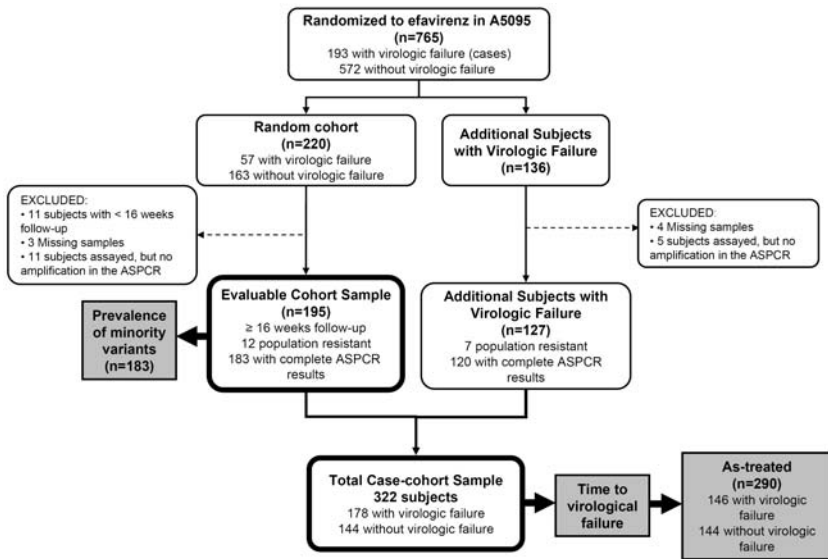 Randomized to efavirenz in A5095
(n=765)
193 with virologic failure (cases)
572 without virologic failure
Random cohort
(n=220)
57 with virologic failure
163 without virologic failure
Additional Subjects
with Virologic Failure
(n=136)
EXCLUDED:
• 11 subjects with < 16 weeks
follow-up
• 3 Missing samples
• 11 subjects assayed, but no
amplification in the ASPCR
EXCLUDED:
• 4 Missing samples
• 5 subjects assayed, but no
amplification in the ASPCR
Evaluable Cohort Sample
(n=195)
≥ 16 weeks follow-up
12 population resistant
183 with complete ASPCR
results
Additional Subjects with
Virologic Failure
(n=127)
7 population resistant
120 with complete ASPCR
results
Prevalence
of minority
variants
(n=183)
Total Case-cohort Sample
322 subjects
178 with virologic failure
144 without virologic failure
Time to
virological
failure
As-treated
(n=290)
146 with virologic
failure
144 without virologic
failure